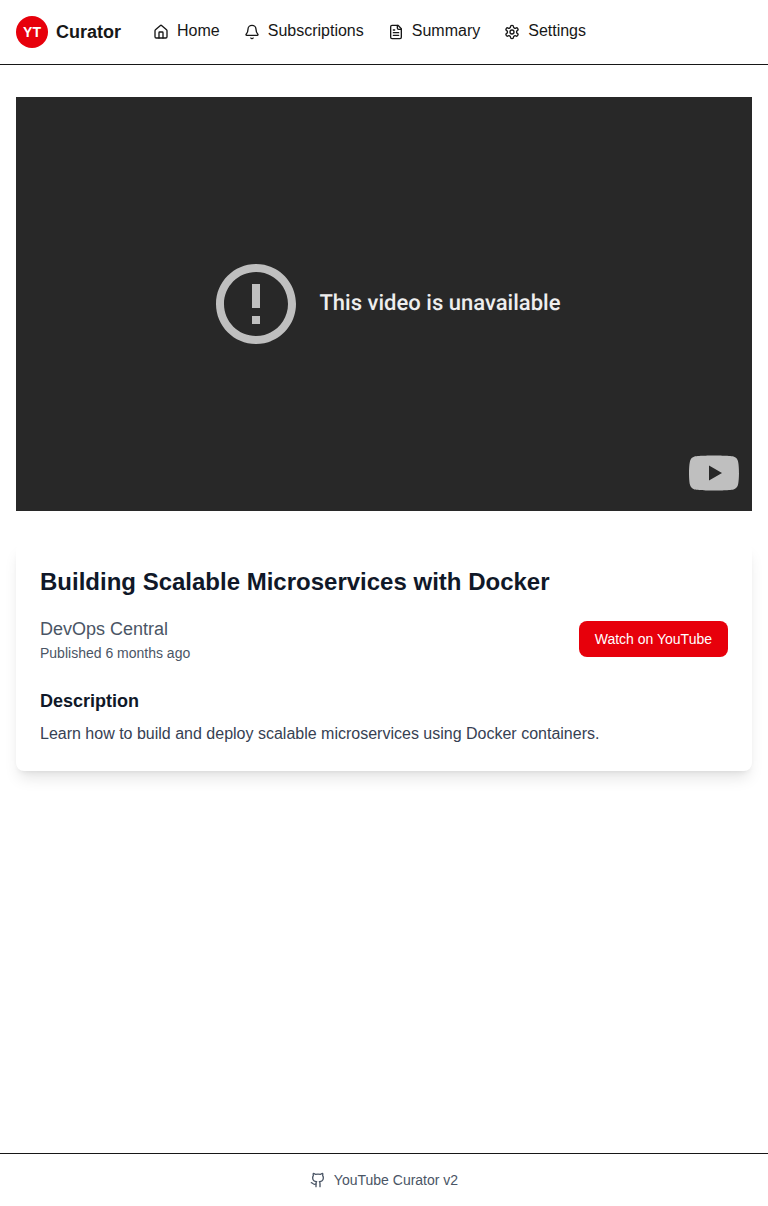 YT Curator Home Subscriptions Summary Settings
This video is unavailable
Building Scalable Microservices with Docker
DevOps Central
Published 6 months ago
Watch on YouTube
Description
Learn how to build and deploy scalable microservices using Docker containers.
YouTube Curator v2